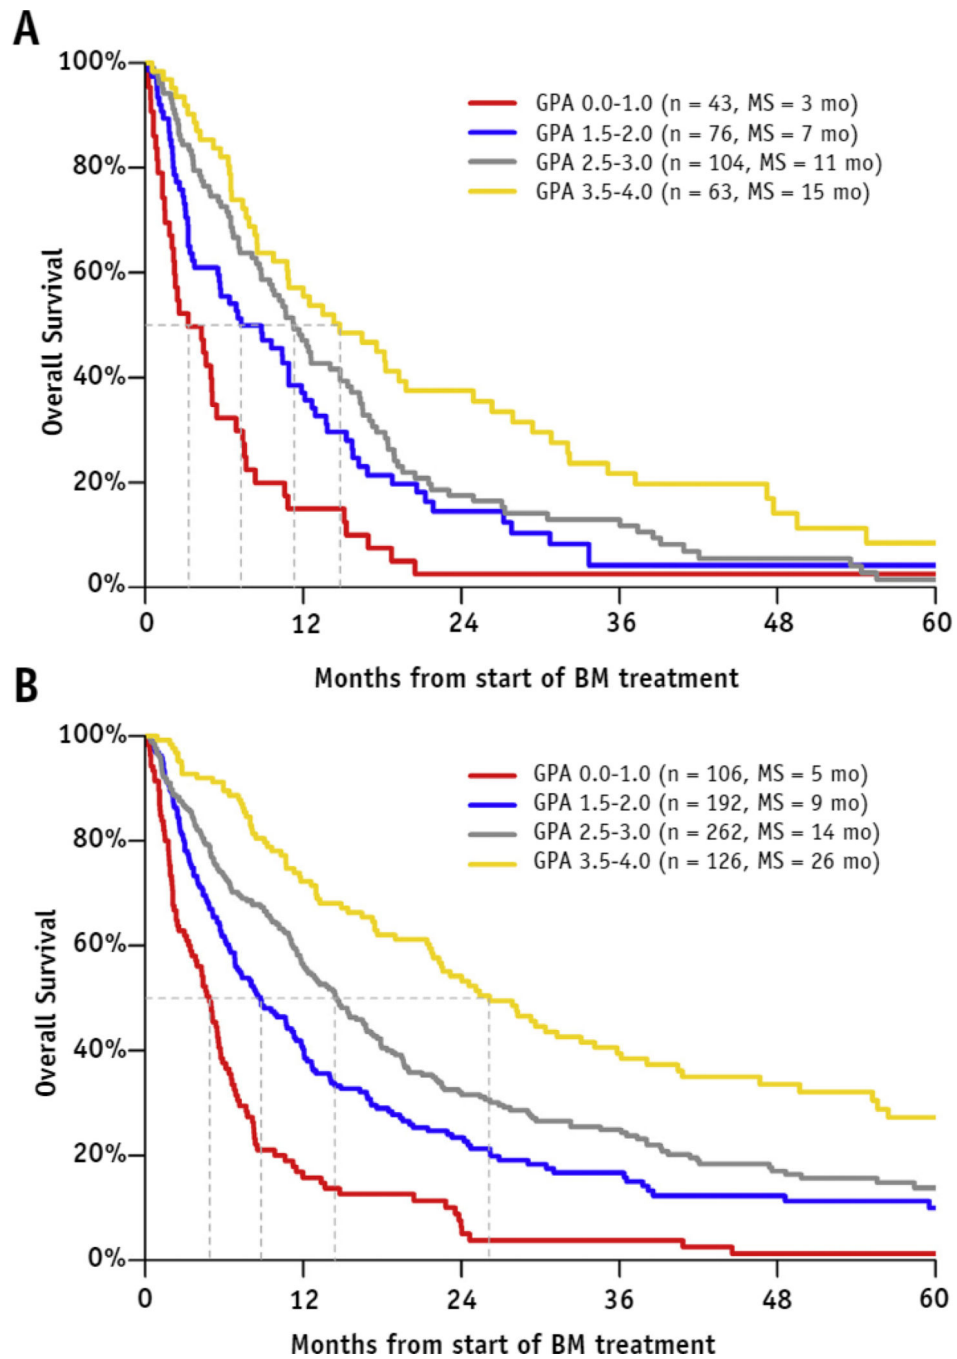 A
100%
80%
60%
40%
20%
0%
Overall Survival
GPA 0.0-1.0 (n = 43, MS = 3 mo)
GPA 1.5-2.0 (n = 76, MS = 7 mo)
GPA 2.5-3.0 (n = 104, MS = 11 mo)
GPA 3.5-4.0 (n = 63, MS = 15 mo)
0 12 24 36 48 60
Months from start of BM treatment
B
100%
80%
60%
40%
20%
0%
Overall Survival
GPA 0.0-1.0 (n = 106, MS = 5 mo)
GPA 1.5-2.0 (n = 192, MS = 9 mo)
GPA 2.5-3.0 (n = 262, MS = 14 mo)
GPA 3.5-4.0 (n = 126, MS = 26 mo)
0 12 24 36 48 60
Months from start of BM treatment